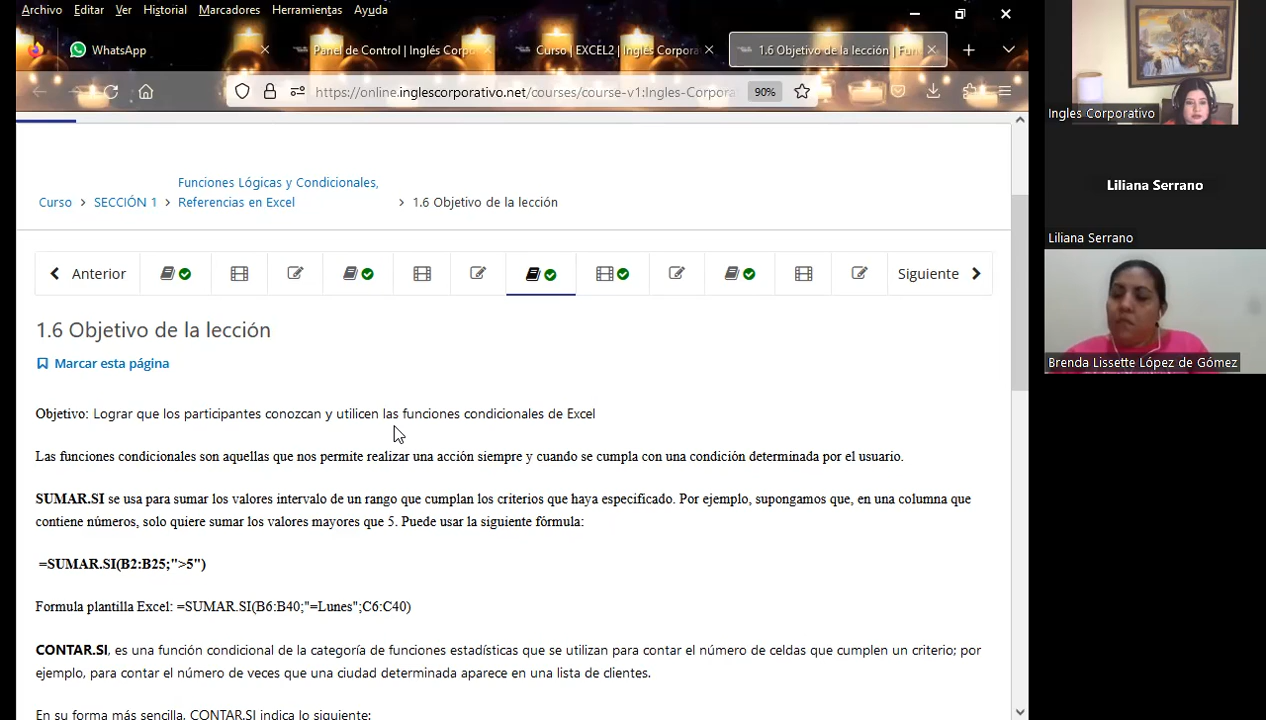 Archivo Editar Ver Historial Marcadores Herramientas Ayuda
WhatsApp
Panel de Control | Inglés Corpo
Curso | EXCEL2 | Ingles Corpora
1.6 Objetivo de la lección | Fun
https://online.inglescorporativo.net/courses/course-v1:Ingles-Corpora
90%
Curso
SECCIÓN 1
Funciones Lógicas y Condicionales,
Referencias en Excel
1.6 Objetivo de la lección
Anterior
Siguiente
1.6 Objetivo de la lección
Marcar esta página
Objetivo: Lograr que los participantes conozcan y utilicen las funciones condicionales de Excel
Las funciones condicionales son aquellas que nos permite realizar una acción siempre y cuando se cumpla con una condición determinada por el usuario.
SUMAR.SI se usa para sumar los valores intervalo de un rango que cumplan los criterios que haya especificado. Por ejemplo, supongamos que, en una columna que
contiene números, solo quiere sumar los valores mayores que 5. Puede usar la siguiente fórmula:
=SUMAR.SI(B2:B25;">5")
Formula plantilla Excel: =SUMAR.SI(B6:B40;"=Lunes";C6:C40)
CONTAR.SI, es una función condicional de la categoría de funciones estadísticas que se utilizan para contar el número de celdas que cumplen un criterio; por
ejemplo, para contar el número de veces que una ciudad determinada aparece en una lista de clientes.
En su forma más sencilla, CONTAR.SI indica lo siguiente:
Ingles Corporativo
Liliana Serrano
Liliana Serrano
Brenda Lissette López de Gómez